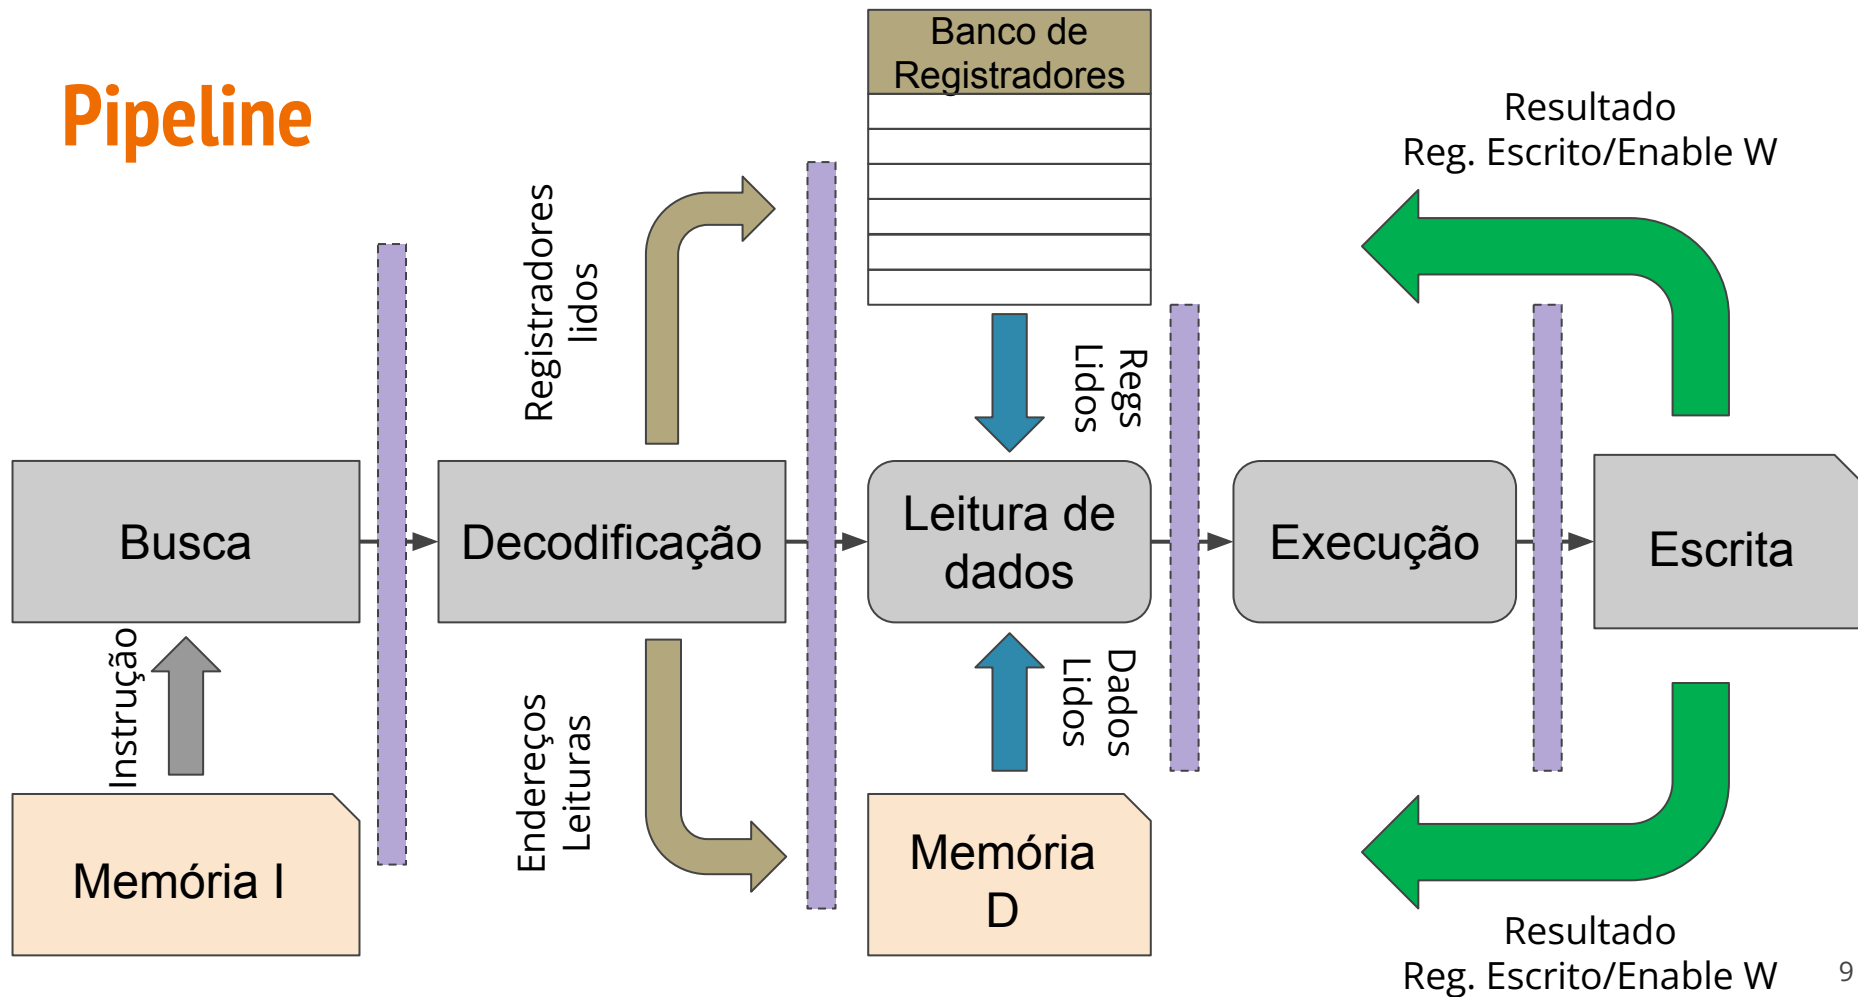 Pipeline
Banco de
Registradores
Resultado
Reg. Escrito/Enable W
Registradores
lidos
Regs
Lidos
Busca
Decodificação
Leitura de
dados
Execução
Escrita
Instrução
Endereços
Leituras
Dados
Lidos
Memória I
Memória
D
Resultado
Reg. Escrito/Enable W
9